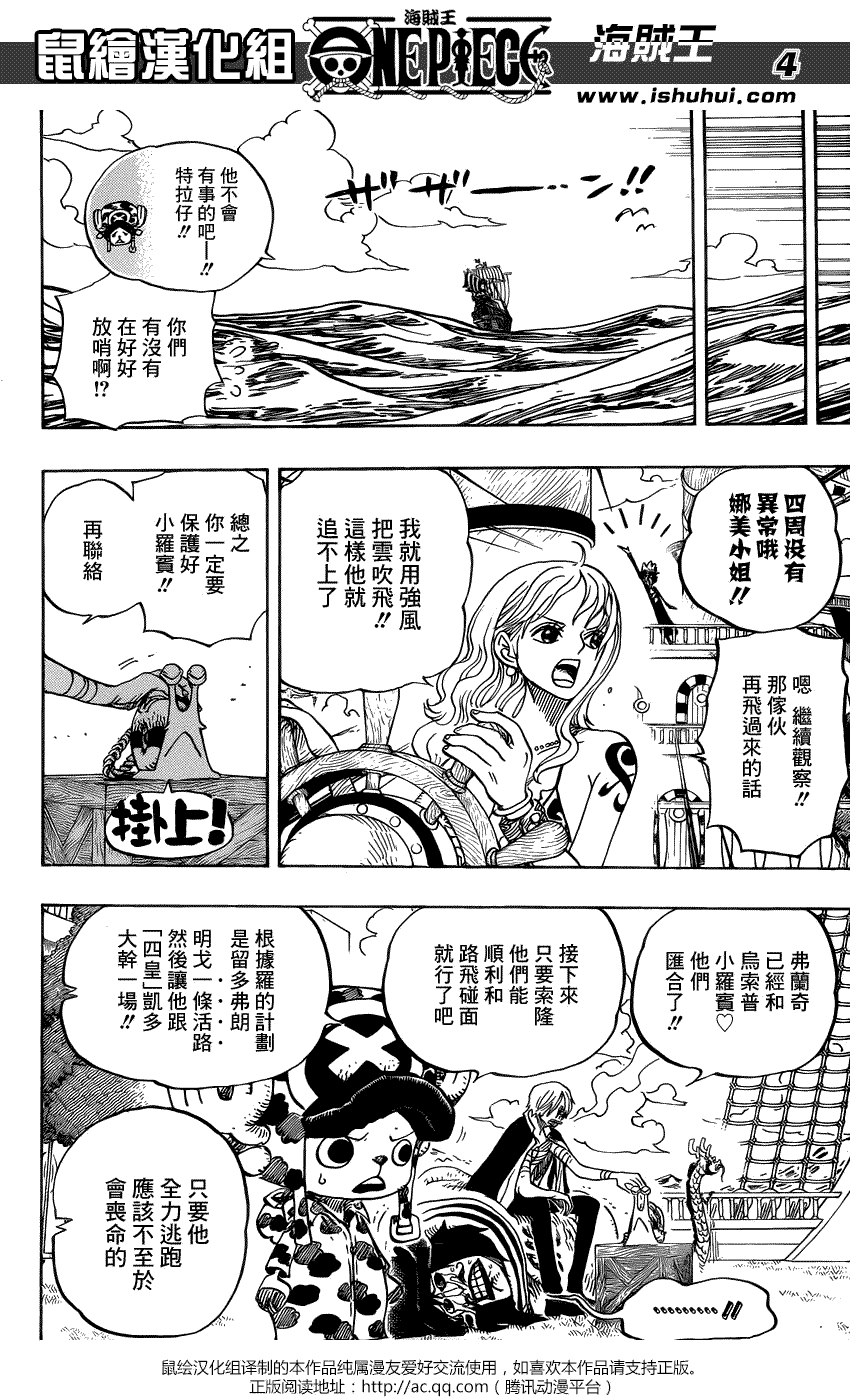 鼠繪漢化組
海賊王
ONE PIECE
海賊王
4
www.ishuhui.com
ザザーーン!!
他不會
有事的吧—!!
特拉仔!!
你們
有沒有
在好好
放哨啊!?
四周没有
異常哦
娜美小姐!!
嗯 繼續觀察!!
那傢伙
再飛過來的話
我就用強風
把雲吹飛!!
這樣他就
追不上了
總之
你一定要
保護好
小羅賓!!
再聯絡
掛上!
弗蘭奇
已經和
烏索普
小羅賓♡
他們
匯合了!!
接下來
只要索隆
他們能
順利和
路飛碰面
就行了吧
根據羅的計劃
是留多弗朗
明戈一條活路
然後讓他跟
「四皇」凱多
大幹一場!!
只要他
全力逃跑
應該不至於
會喪命的
…………!!
鼠绘汉化组译制的本作品纯属漫友爱好交流使用，如喜欢本作品请支持正版。
正版阅读地址：http://ac.qq.com（腾讯动漫平台）